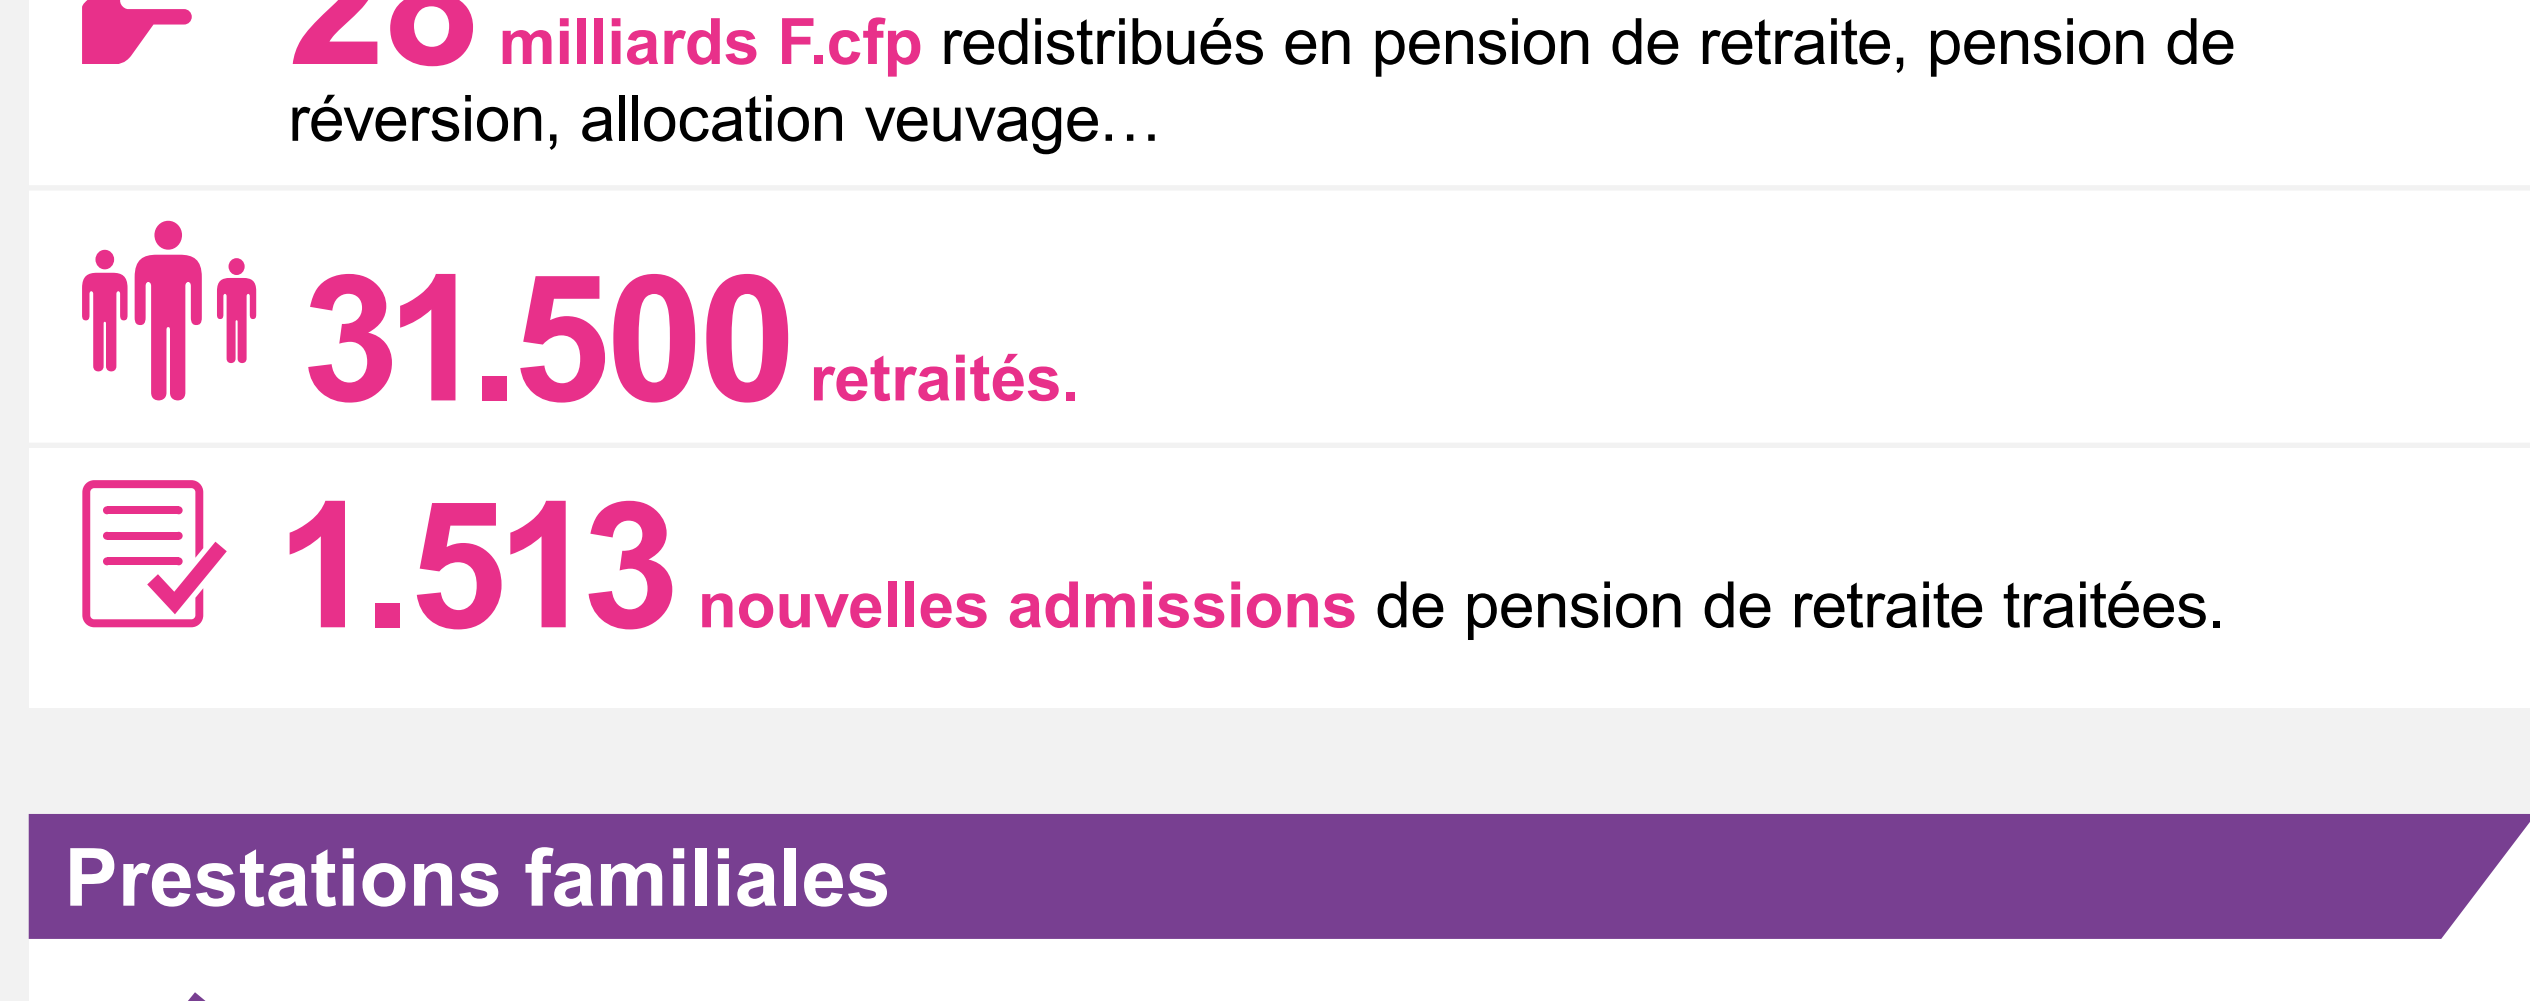 28 milliards F.cfp redistribués en pension de retraite, pension de
réversion, allocation veuvage…
31.500 retraités.
1.513 nouvelles admissions de pension de retraite traitées.
Prestations familiales